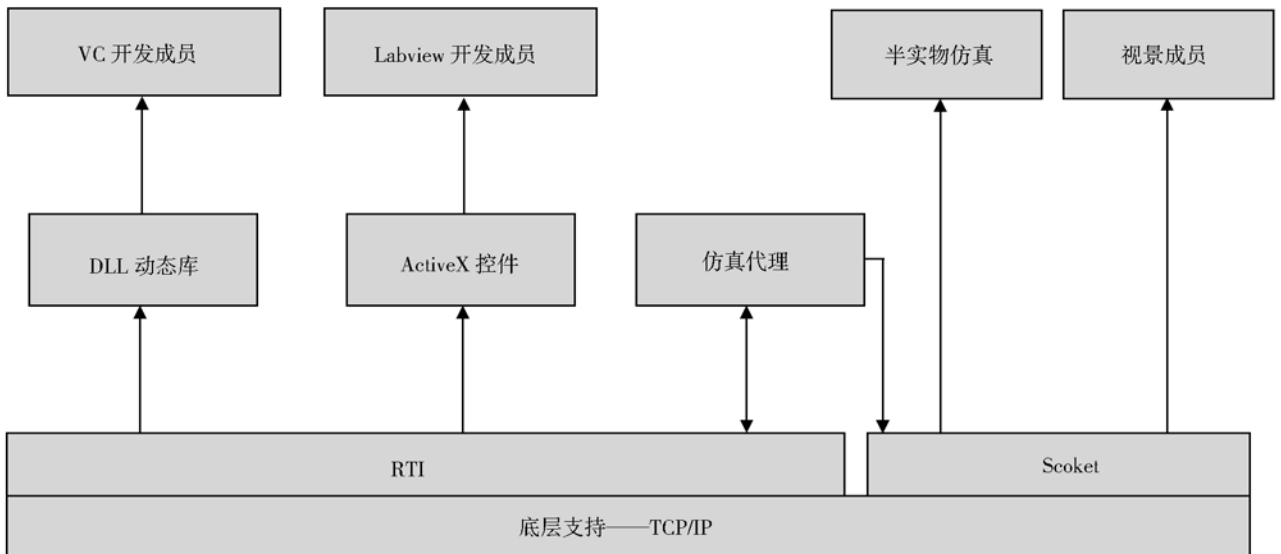 VC 开发成员
Labview 开发成员
半实物仿真
视景成员
DLL 动态库
ActiveX 控件
仿真代理
RTI
Scoket
底层支持——TCP/IP